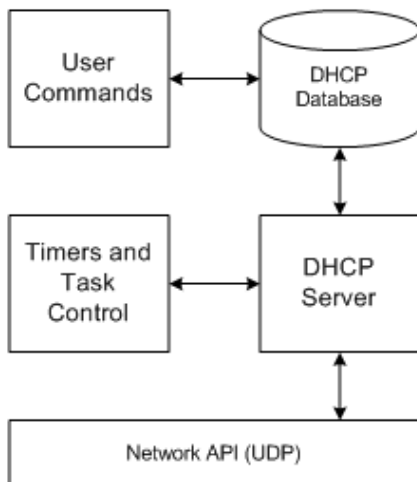 User
Commands
DHCP
Database
Timers and
Task
Control
DHCP
Server
Network API (UDP)